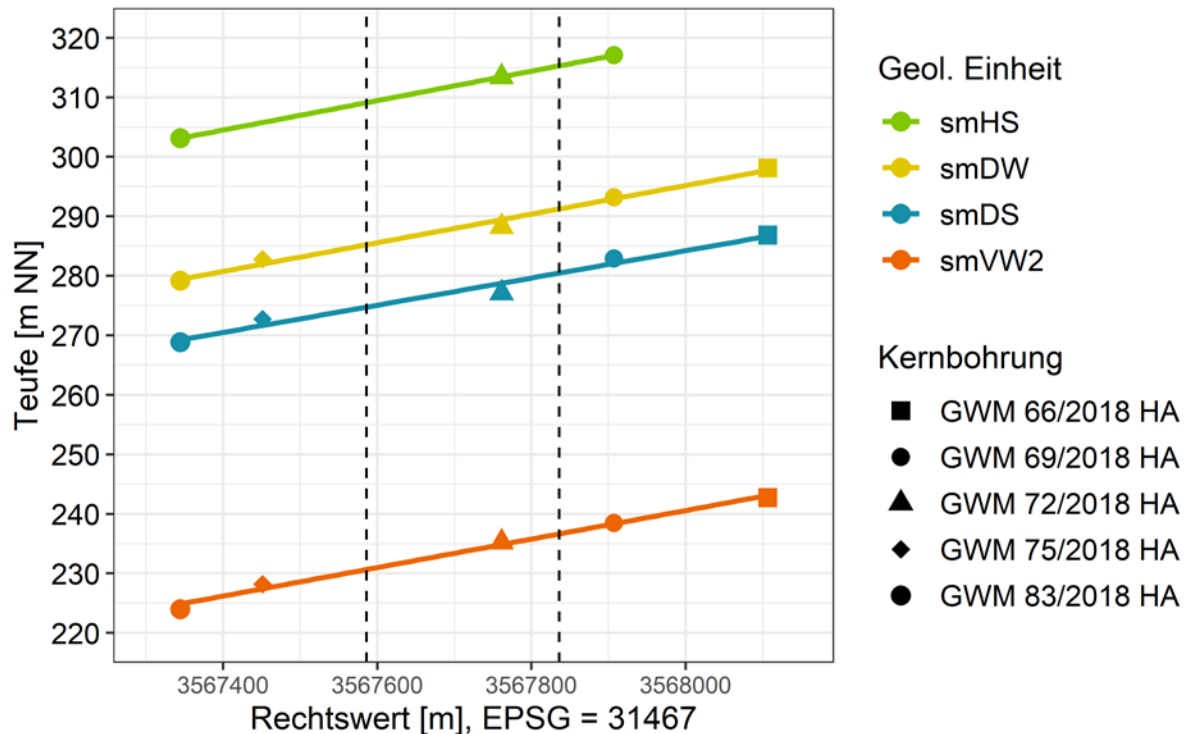 Teufe [m NN]
320
310
300
290
280
270
260
250
240
230
220
3567400 3567600 3567800 3568000
Rechtswert [m], EPSG = 31467
Geol. Einheit
smHS
smDW
smDS
smVW2
Kernbohrung
GWM 66/2018 HA
GWM 69/2018 HA
GWM 72/2018 HA
GWM 75/2018 HA
GWM 83/2018 HA